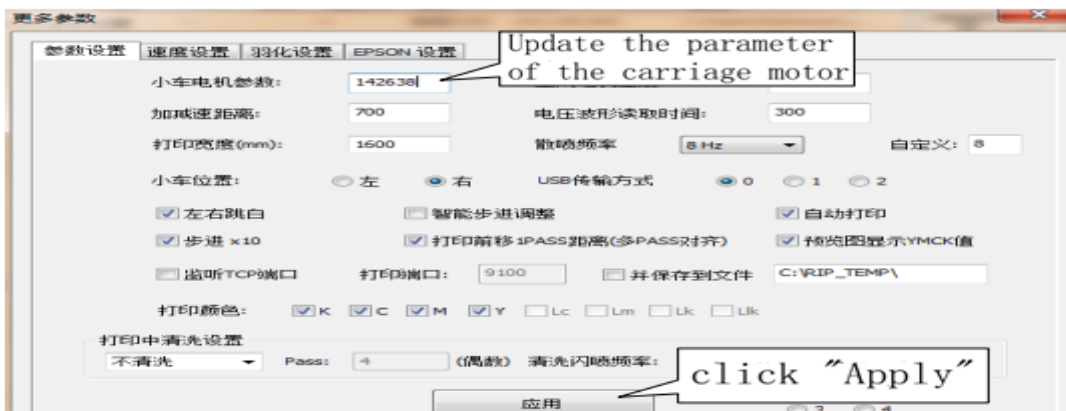 更多参数
参数设置 速度设置 羽化设置 EPSON 设置
Update the parameter
of the carriage motor
小车电机参数: 142638
加减速距离: 700 电压波形读取时间: 300
打印宽度(mm): 1600 散喷频率 8 Hz 自定义: 8
小车位置: 左 右 USB传输方式 0 1 2
左右跳白 智能步进调整 自动打印
步进 x10 打印前移1PASS距离(多PASS对齐) 预览图显示YMCK值
监听TCP端口 打印端口: 9100 并保存到文件 C:\RIP_TEMP\
打印颜色: K C M Y Lc Lm Lk Llk
打印中清洗设置
不清洗 Pass: 4 (偶数) 清洗闪喷频率:
click "Apply"
应用
3 4